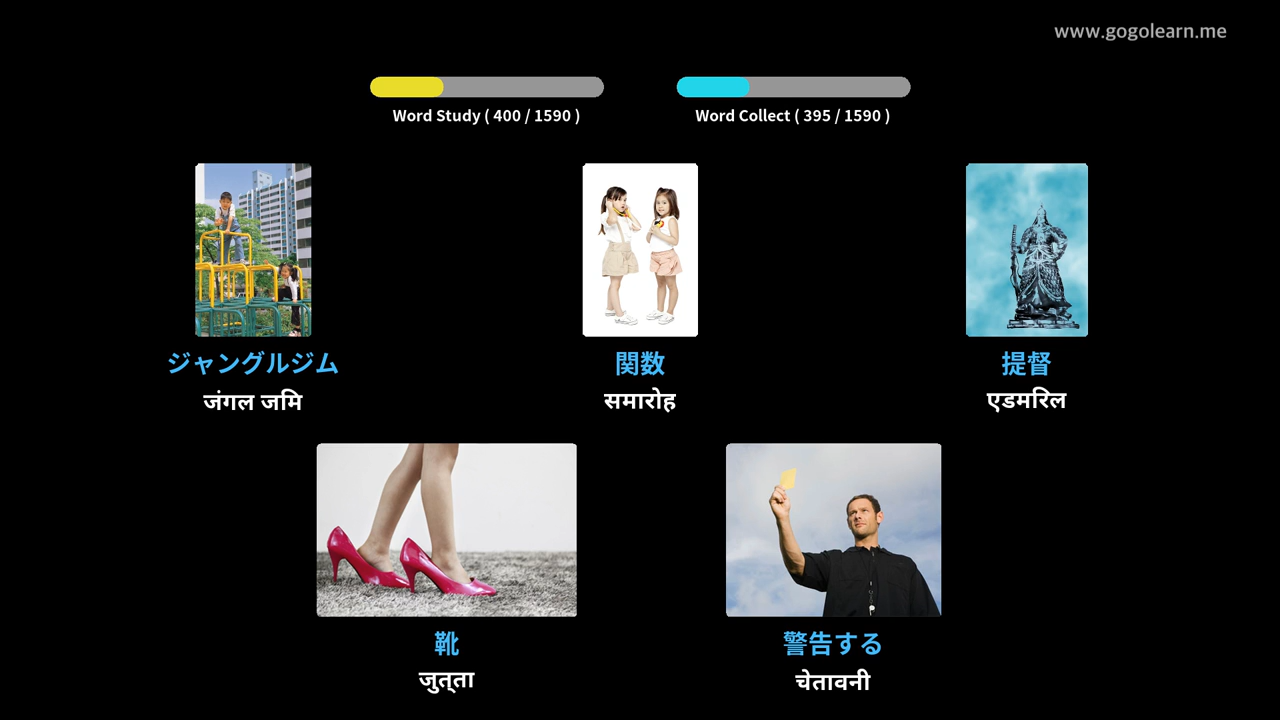 www.gogolearn.me
Word Study ( 400 / 1590 )
Word Collect ( 395 / 1590 )
ジャングルジム
जंगल जमि
関数
समारोह
提督
एडमरिल
靴
जुत्ता
警告する
चेतावनी